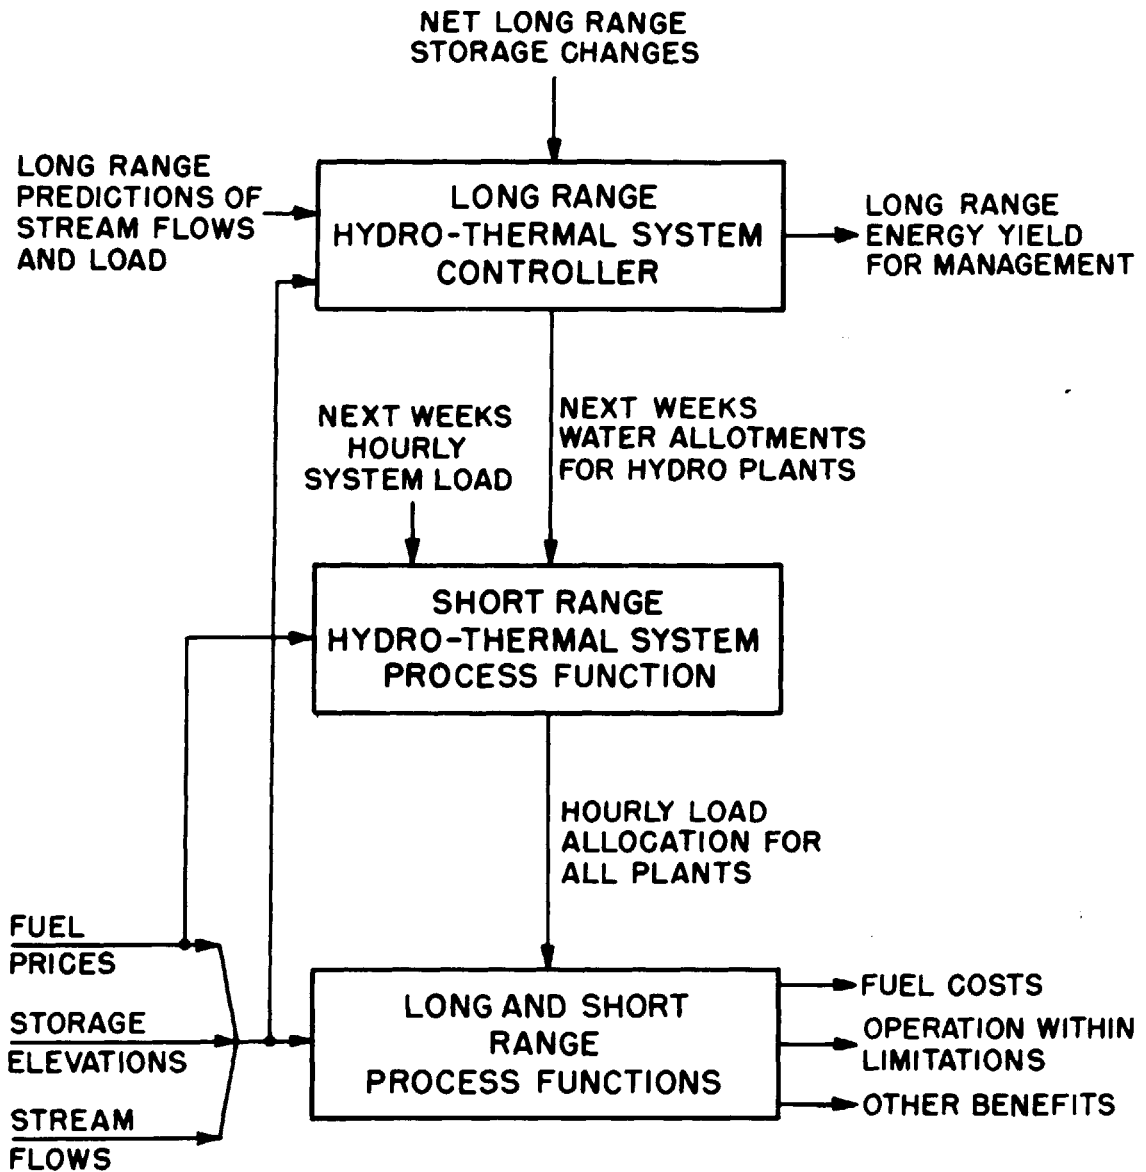 NET LONG RANGE
STORAGE CHANGES
LONG RANGE
PREDICTIONS OF
STREAM FLOWS
AND LOAD
LONG RANGE
HYDRO-THERMAL SYSTEM
CONTROLLER
LONG RANGE
ENERGY YIELD
FOR MANAGEMENT
NEXT WEEKS
HOURLY
SYSTEM LOAD
NEXT WEEKS
WATER ALLOTMENTS
FOR HYDRO PLANTS
SHORT RANGE
HYDRO-THERMAL SYSTEM
PROCESS FUNCTION
HOURLY LOAD
ALLOCATION FOR
ALL PLANTS
FUEL
PRICES
STORAGE
ELEVATIONS
STREAM
FLOWS
LONG AND SHORT
RANGE
PROCESS FUNCTIONS
FUEL COSTS
OPERATION WITHIN
LIMITATIONS
OTHER BENEFITS